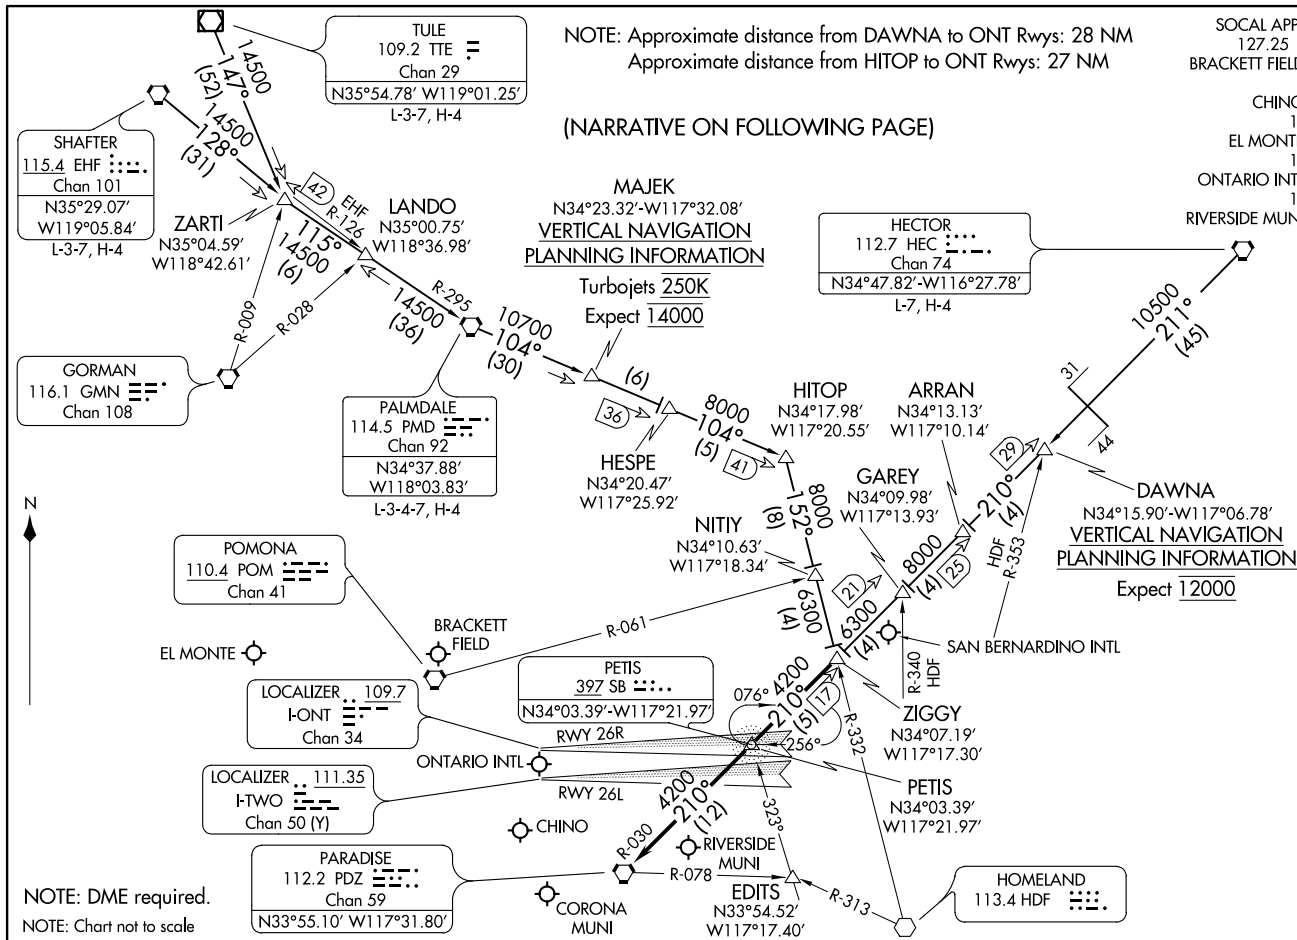 TULE
109.2 TTE
Chan 29
N35°54.78' W119°01.25'
L-3-7, H-4
NOTE: Approximate distance from DAWNA to ONT Rwys: 28 NM
Approximate distance from HITOP to ONT Rwys: 27 NM
SOCAL APP
127.25
BRACKETT FIELD
CHINO
1
EL MONTE
1
ONTARIO INT
1
RIVERSIDE MUN
(NARRATIVE ON FOLLOWING PAGE)
14500
147°
(52)
14500
128°
(31)
SHAFTER
115.4 EHF
Chan 101
N35°29.07'
W119°05.84'
L-3-7, H-4
ZARTI
N35°04.59'
W118°42.61'
42
EHF
R-126
115°
14500
(6)
LANDO
N35°00.75'
W118°36.98'
R-009
R-028
R-295
14500
(36)
GORMAN
116.1 GMN
Chan 108
MAJEK
N34°23.32'-W117°32.08'
VERTICAL NAVIGATION
PLANNING INFORMATION
Turbojets 250K
Expect 14000
10700
104°
(30)
HECTOR
112.7 HEC
Chan 74
N34°47.82'-W116°27.78'
L-7, H-4
10500
211°
(45)
31
44
PALMDALE
114.5 PMD
Chan 92
N34°37.88'
W118°03.83'
L-3-4-7, H-4
(6)
36
HESPE
N34°20.47'
W117°25.92'
8000
104°
(5)
41
HITOP
N34°17.98'
W117°20.55'
ARRAN
N34°13.13'
W117°10.14'
29
210°
(4)
DAWNA
N34°15.90'-W117°06.78'
VERTICAL NAVIGATION
PLANNING INFORMATION
Expect 12000
GAREY
N34°09.98'
W117°13.93'
8000
152°
(8)
NITIY
N34°10.63'
W117°18.34'
8000
(4)
25
HDF
R-353
N
POMONA
110.4 POM
Chan 41
R-061
6300
(4)
21
6300
(4)
SAN BERNARDINO INTL
R-340
HDF
EL MONTE
BRACKETT
FIELD
PETIS
397 SB
N34°03.39'-W117°21.97'
LOCALIZER 109.7
I-ONT
Chan 34
RWY 26R
ONTARIO INTL
RWY 26L
LOCALIZER 111.35
I-TWO
Chan 50 (Y)
076°
4200
210°
(5)
17
256°
ZIGGY
N34°07.19'
W117°17.30'
R-332
PETIS
N34°03.39'
W117°21.97'
4200
210°
(12)
323°
CHINO
RIVERSIDE
MUNI
R-030
PARADISE
112.2 PDZ
Chan 59
N33°55.10' W117°31.80'
R-078
CORONA
MUNI
EDITS
N33°54.52'
W117°17.40'
R-313
HOMELAND
113.4 HDF
NOTE: DME required.
NOTE: Chart not to scale